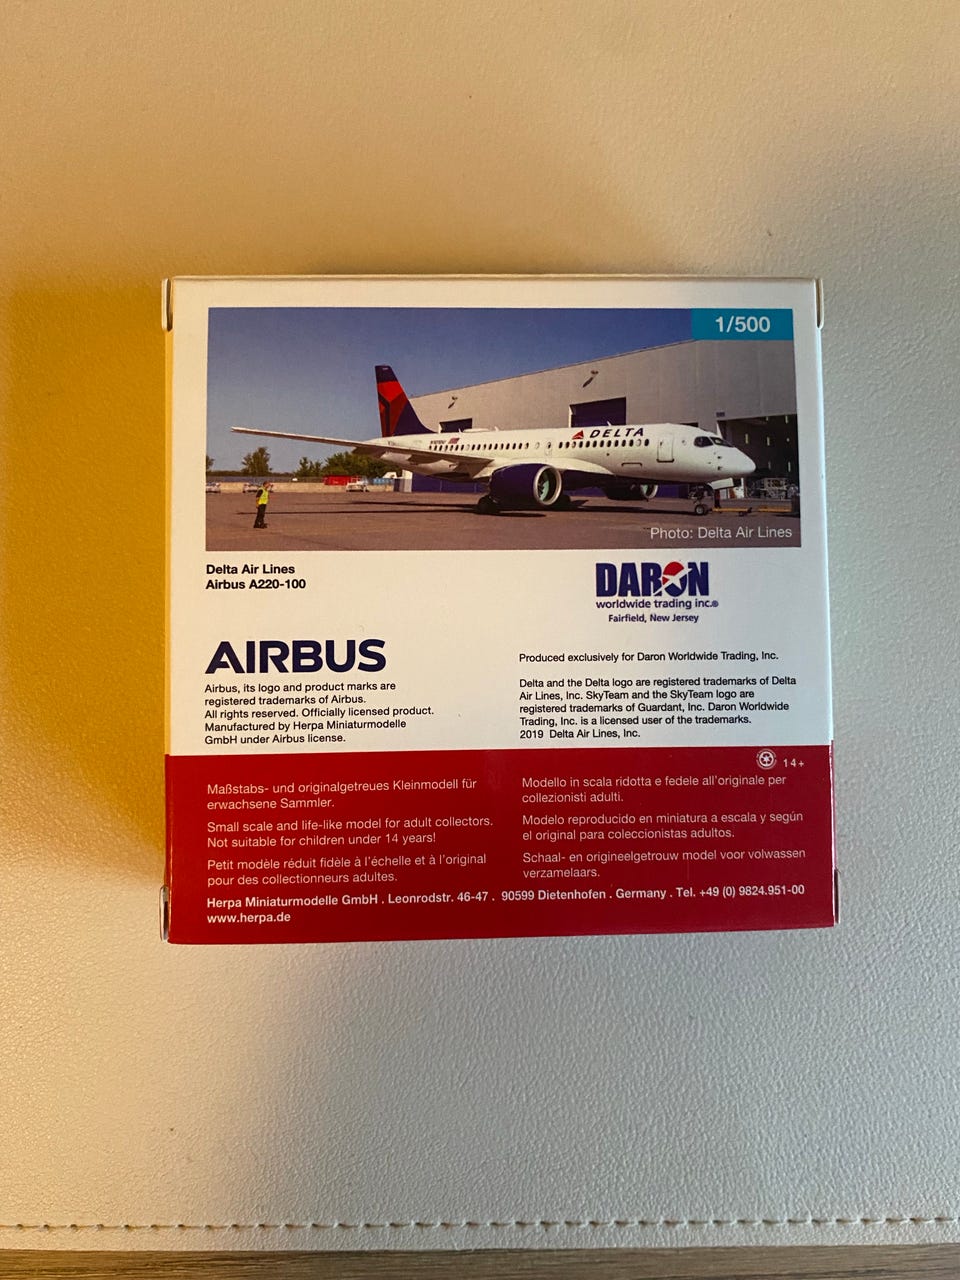 1/500
DELTA
Photo: Delta Air Lines
Delta Air Lines
Airbus A220-100
DARON
worldwide trading inc.®
Fairfield, New Jersey
AIRBUS
Airbus, its logo and product marks are
registered trademarks of Airbus.
All rights reserved. Officially licensed product.
Manufactured by Herpa Miniaturmodelle
GmbH under Airbus license.
Produced exclusively for Daron Worldwide Trading, Inc.
Delta and the Delta logo are registered trademarks of Delta
Air Lines, Inc. SkyTeam and the SkyTeam logo are
registered trademarks of Guardant, Inc. Daron Worldwide
Trading, Inc. is a licensed user of the trademarks.
2019 Delta Air Lines, Inc.
14+
Maßstabs- und originalgetreues Kleinmodell für
erwachsene Sammler.
Small scale and life-like model for adult collectors.
Not suitable for children under 14 years!
Petit modèle réduit fidèle à l'échelle et à l'original
pour des collectionneurs adultes.
Modello in scala ridotta e fedele all'originale per
collezionisti adulti.
Modelo reproducido en miniatura a escala y según
el original para coleccionistas adultos.
Schaal- en origineelgetrouw model voor volwassen
verzamelaars.
Herpa Miniaturmodelle GmbH . Leonrodstr. 46-47 . 90599 Dietenhofen . Germany . Tel. +49 (0) 9824.951-00
www.herpa.de